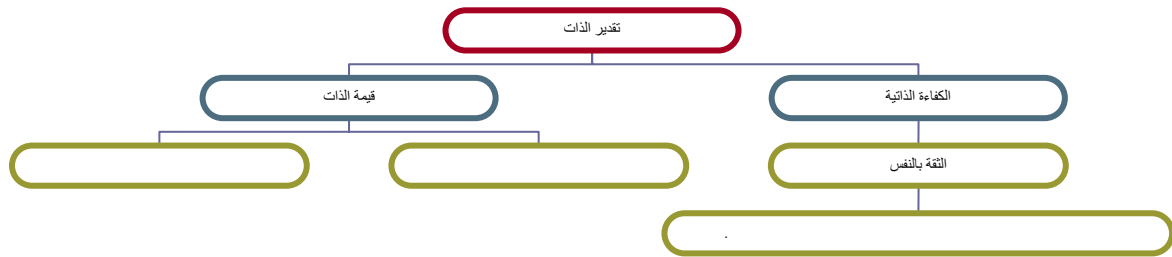 تقدير الذات
الكفاءة الذاتية
قيمة الذات
الثقة بالنفس
.